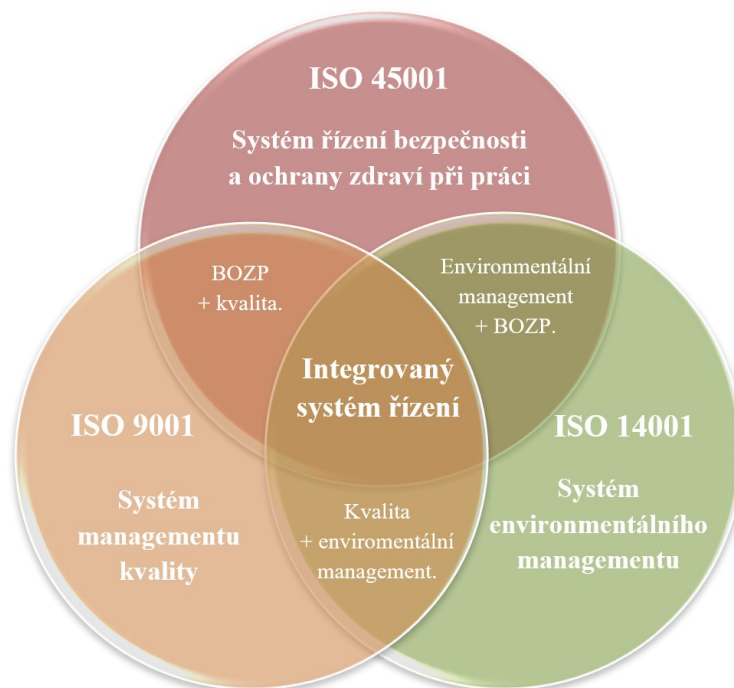 ISO 45001
Systém řízení bezpečnosti
a ochrany zdraví při práci
BOZP
+ kvalita.
Environmentální
management
+ BOZP.
Integrovaný
systém řízení
ISO 9001
Systém
managementu
kvality
ISO 14001
Systém
environmentálního
managementu
Kvalita
+ enviromentální
management.